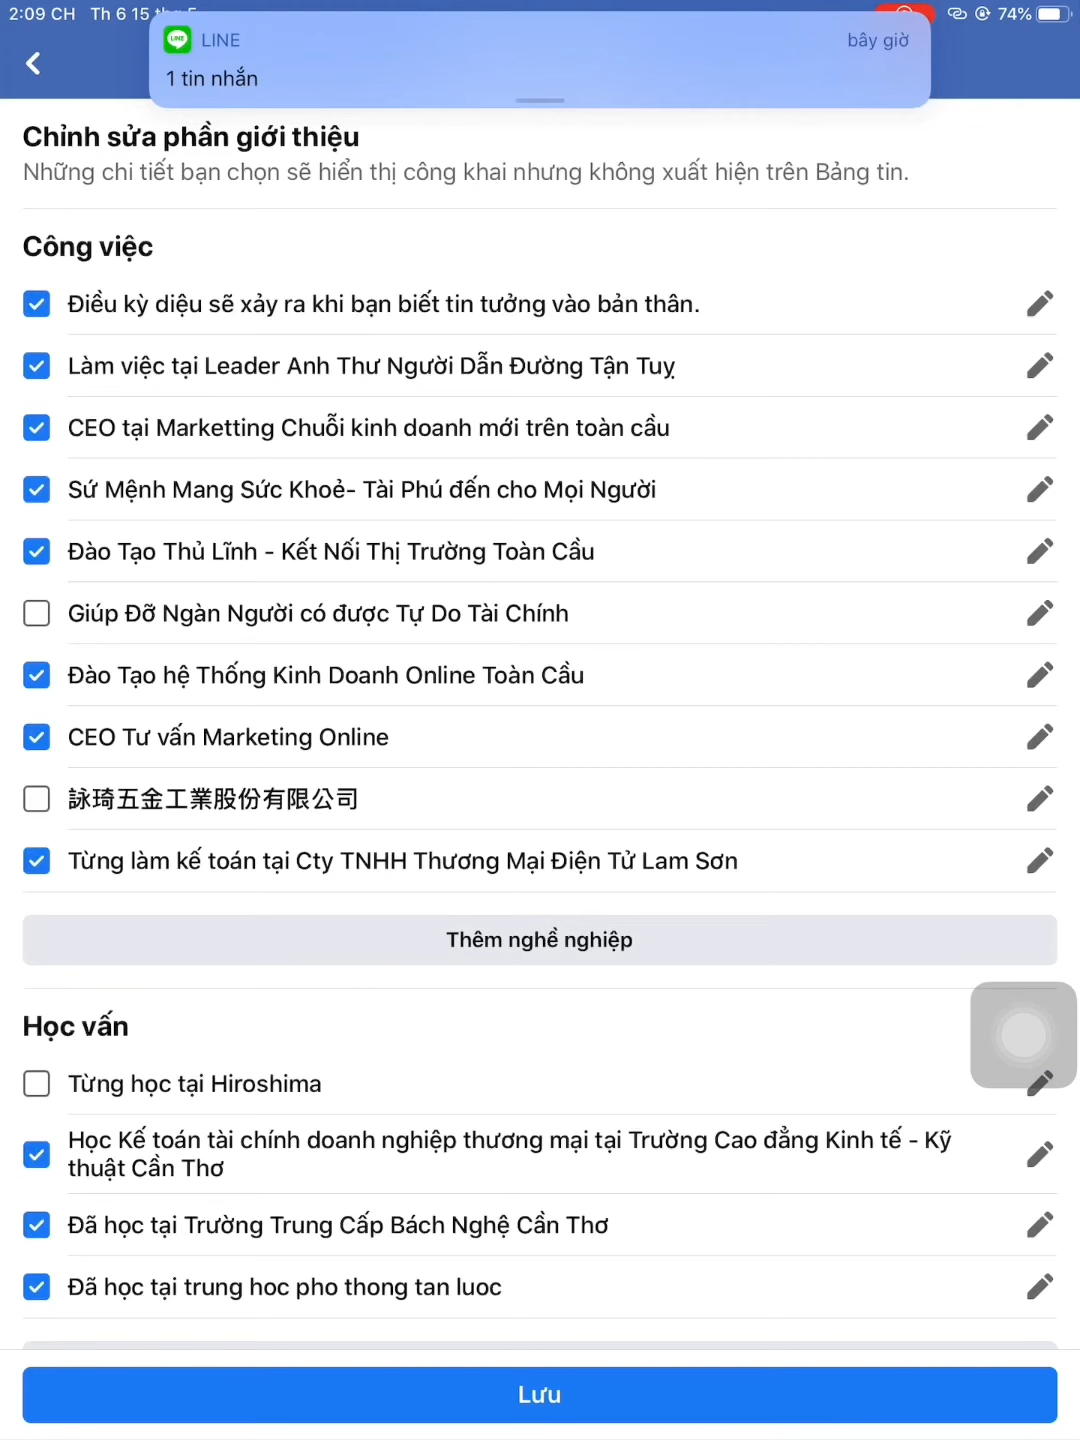 2:09 CH Th 6 15
74%
LINE
bây giờ
1 tin nhắn
Chỉnh sửa phần giới thiệu
Những chi tiết bạn chọn sẽ hiển thị công khai nhưng không xuất hiện trên Bảng tin.
Công việc
Điều kỳ diệu sẽ xảy ra khi bạn biết tin tưởng vào bản thân.
Làm việc tại Leader Anh Thư Người Dẫn Đường Tận Tuỵ
CEO tại Marketting Chuỗi kinh doanh mới trên toàn cầu
Sứ Mệnh Mang Sức Khoẻ- Tài Phú đến cho Mọi Người
Đào Tạo Thủ Lĩnh - Kết Nối Thị Trường Toàn Cầu
Giúp Đỡ Ngàn Người có được Tự Do Tài Chính
Đào Tạo hệ Thống Kinh Doanh Online Toàn Cầu
CEO Tư vấn Marketing Online
詠琦五金工業股份有限公司
Từng làm kế toán tại Cty TNHH Thương Mại Điện Tử Lam Sơn
Thêm nghề nghiệp
Học vấn
Từng học tại Hiroshima
Học Kế toán tài chính doanh nghiệp thương mại tại Trường Cao đẳng Kinh tế - Kỹ
thuật Cần Thơ
Đã học tại Trường Trung Cấp Bách Nghệ Cần Thơ
Đã học tại trung hoc pho thong tan luoc
Lưu